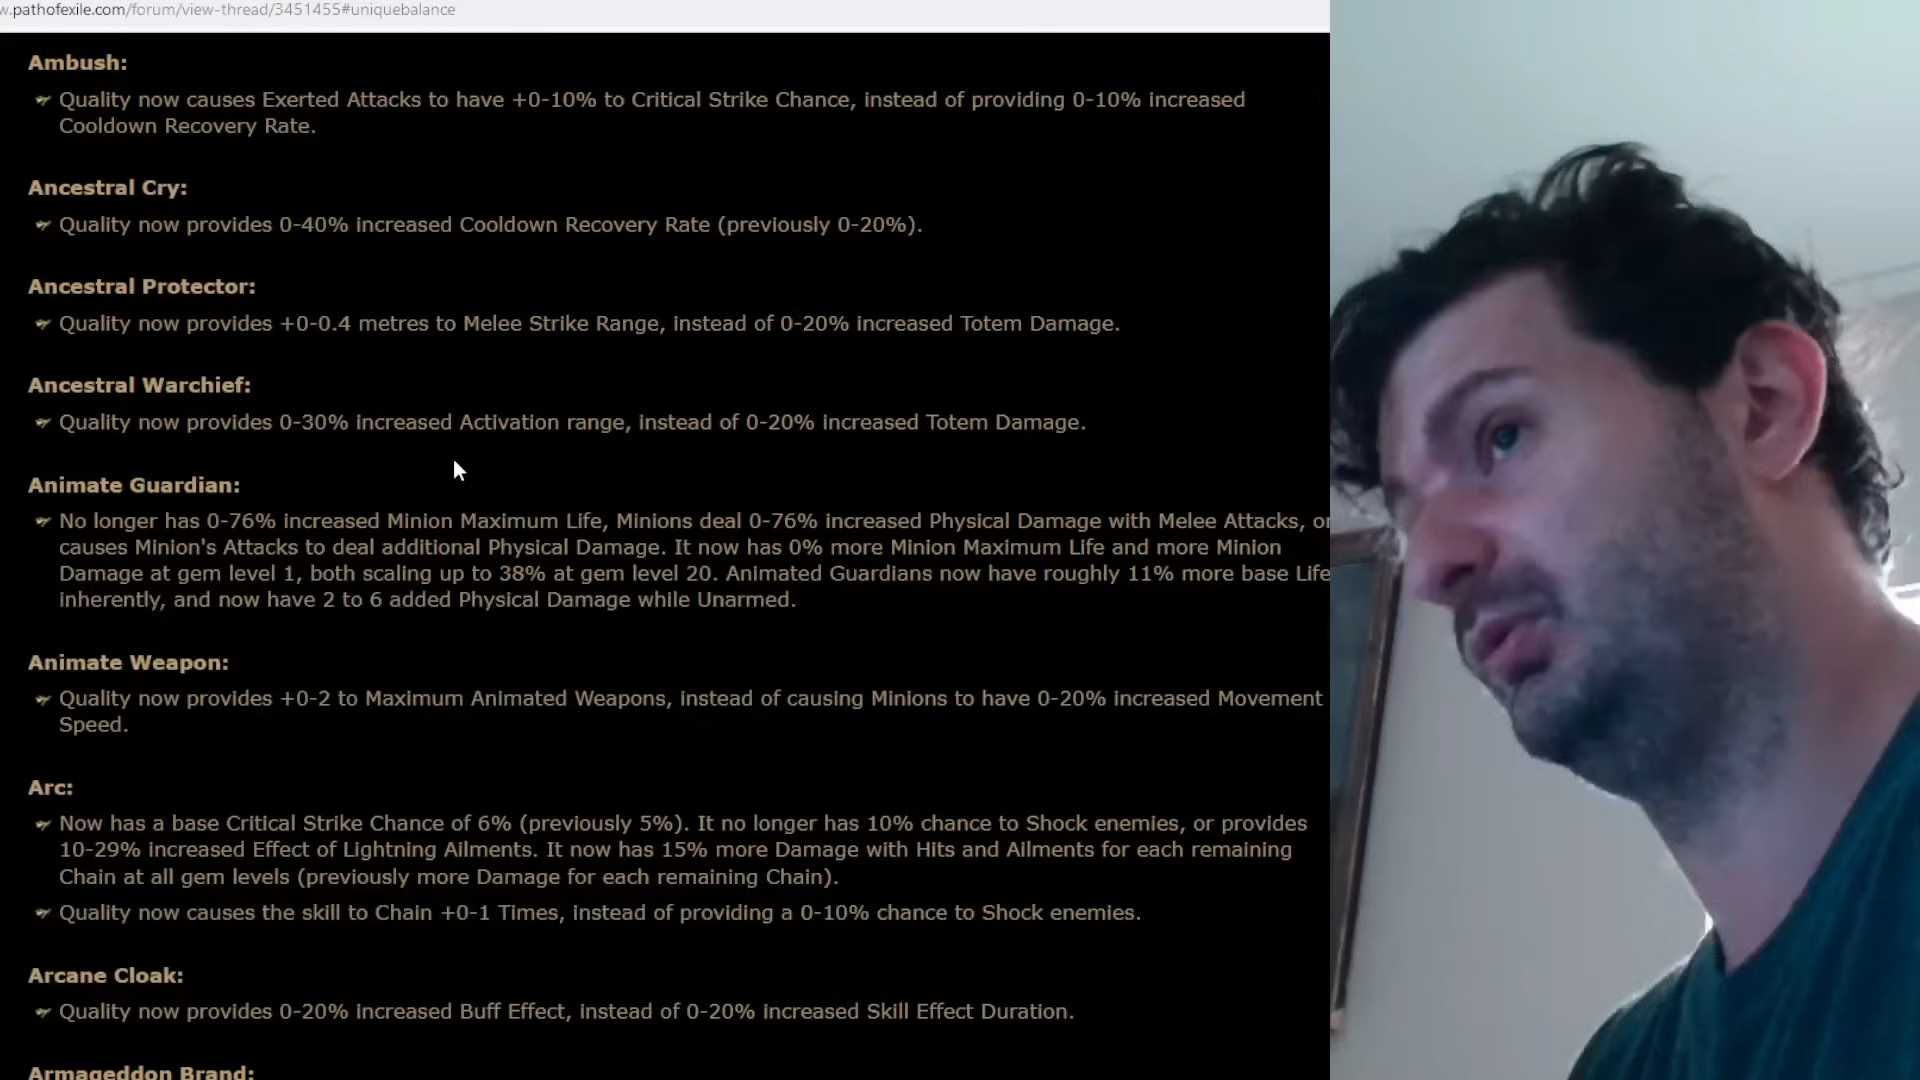 w.pathofexile.com/forum/view-thread/3451455#uniquebalance
Ambush:
Quality now causes Exerted Attacks to have +0-10% to Critical Strike Chance, instead of providing 0-10% increased
Cooldown Recovery Rate.
Ancestral Cry:
Quality now provides 0-40% increased Cooldown Recovery Rate (previously 0-20%).
Ancestral Protector:
Quality now provides +0-0.4 metres to Melee Strike Range, instead of 0-20% increased Totem Damage.
Ancestral Warchief:
Quality now provides 0-30% increased Activation range, instead of 0-20% increased Totem Damage.
Animate Guardian:
No longer has 0-76% increased Minion Maximum Life, Minions deal 0-76% increased Physical Damage with Melee Attacks, or
causes Minion's Attacks to deal additional Physical Damage. It now has 0% more Minion Maximum Life and more Minion
Damage at gem level 1, both scaling up to 38% at gem level 20. Animated Guardians now have roughly 11% more base Life
inherently, and now have 2 to 6 added Physical Damage while Unarmed.
Animate Weapon:
Quality now provides +0-2 to Maximum Animated Weapons, instead of causing Minions to have 0-20% increased Movement
Speed.
Arc:
Now has a base Critical Strike Chance of 6% (previously 5%). It no longer has 10% chance to Shock enemies, or provides
10-29% increased Effect of Lightning Ailments. It now has 15% more Damage with Hits and Ailments for each remaining
Chain at all gem levels (previously more Damage for each remaining Chain).
Quality now causes the skill to Chain +0-1 Times, instead of providing a 0-10% chance to Shock enemies.
Arcane Cloak:
Quality now provides 0-20% increased Buff Effect, instead of 0-20% increased Skill Effect Duration.
Armageddon Brand: